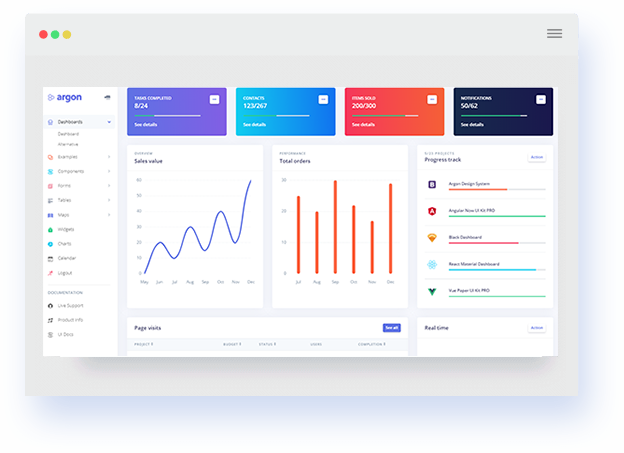 argon
Dashboards
Dashboard
Alternative
Examples
Components
Forms
Tables
Maps
Widgets
Charts
Calendar
Logout
DOCUMENTATION
Live Support
Product Info
UI Docs
TASKS COMPLETED
8/24
See details
CONTACTS
123/267
See details
ITEMS SOLD
200/300
See details
NOTIFICATIONS
50/62
See details
OVERVIEW
Sales value
60
50
40
30
20
10
0
May Jun Jul Aug Sep Oct Nov Dec
PERFORMANCE
Total orders
30
20
10
0
Jul Aug Sep Oct Nov Dec
5/23 PROJECTS
Progress track
Action
Argon Design System
Angular Now UI Kit PRO
Black Dashboard
React Material Dashboard
Vue Paper UI Kit PRO
Page visits
See all
PROJECT BUDGET STATUS USERS COMPLETION
Real time
Action